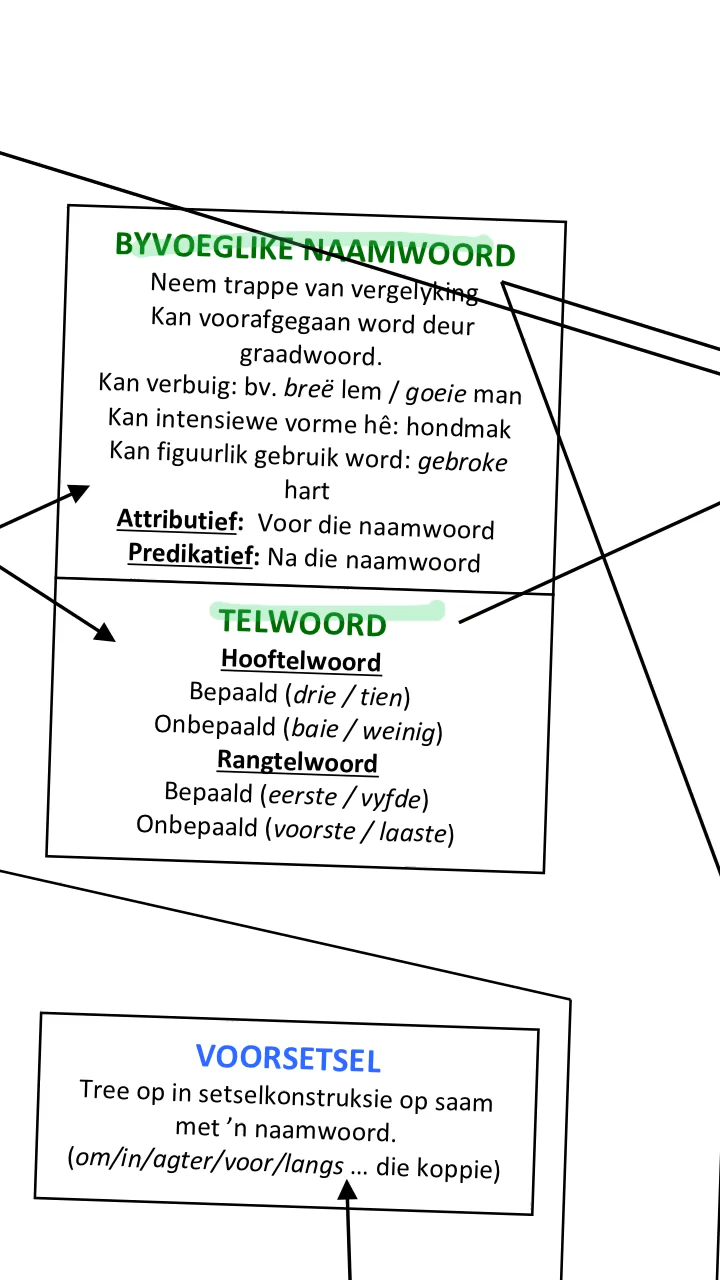 BYVOEGLIKE NAAMWOORD
Neem trappe van vergelyking
Kan voorafgegaan word deur
graadwoord.
Kan verbuig: bv. breë lem / goeie man
Kan intensiewe vorme hê: hondmak
Kan figuurlik gebruik word: gebroke
hart
Attributief: Voor die naamwoord
Predikatief: Na die naamwoord
TELWOORD
Hooftelwoord
Bepaald (drie / tien)
Onbepaald (baie / weinig)
Rangtelwoord
Bepaald (eerste / vyfde)
Onbepaald (voorste / laaste)
VOORSETSEL
Tree op in setselkonstruksie op saam
met ’n naamwoord.
(om/in/agter/voor/langs ... die koppie)